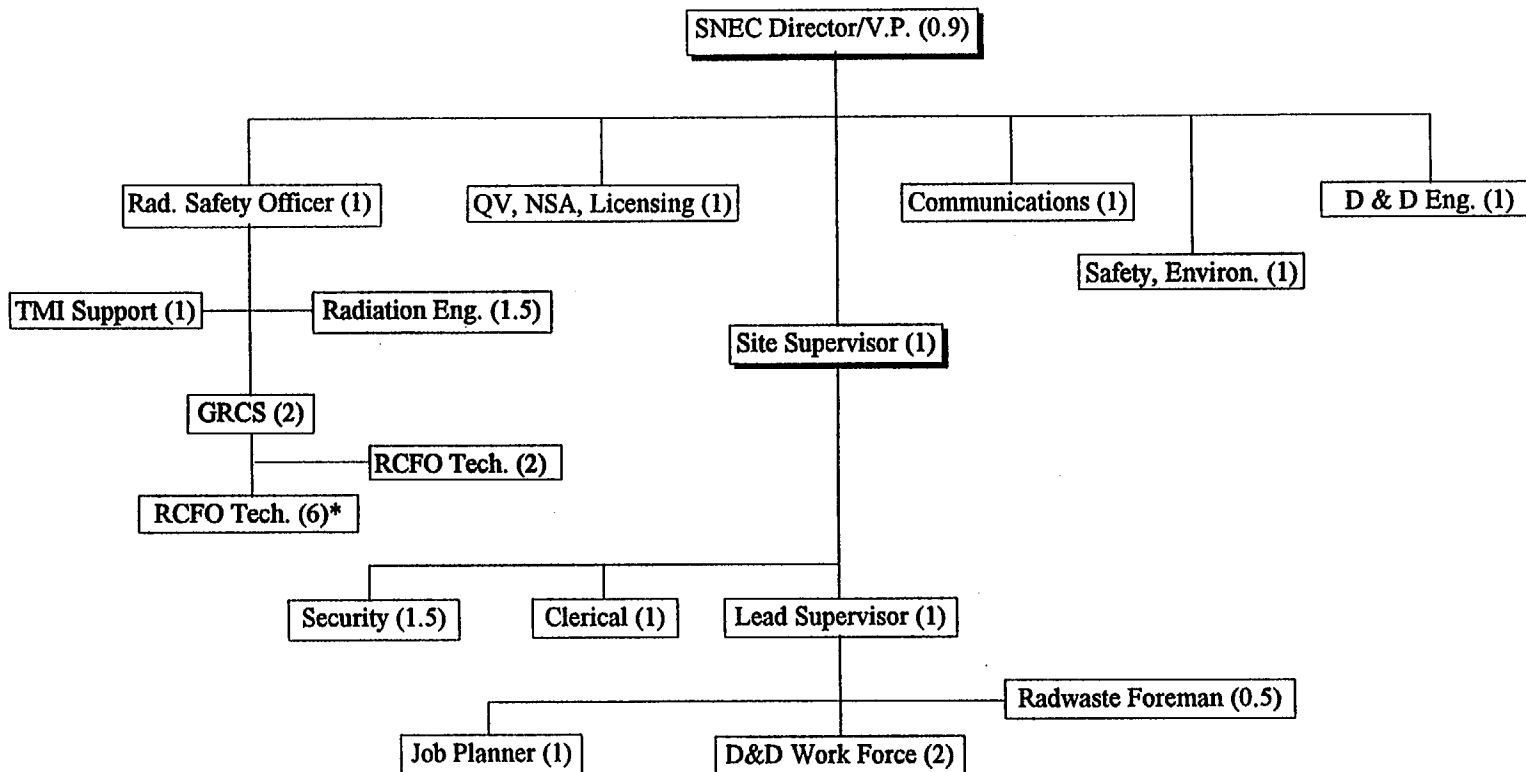 SNEC Director/V.P. (0.9)
Rad. Safety Officer (1)
QV, NSA, Licensing (1)
Communications (1)
D & D Eng. (1)
Safety, Environ. (1)
TMI Support (1)
Radiation Eng. (1.5)
Site Supervisor (1)
GRCS (2)
RCFO Tech. (2)
RCFO Tech. (6)*
Security (1.5)
Clerical (1)
Lead Supervisor (1)
Radwaste Foreman (0.5)
Job Planner (1)
D&D Work Force (2)